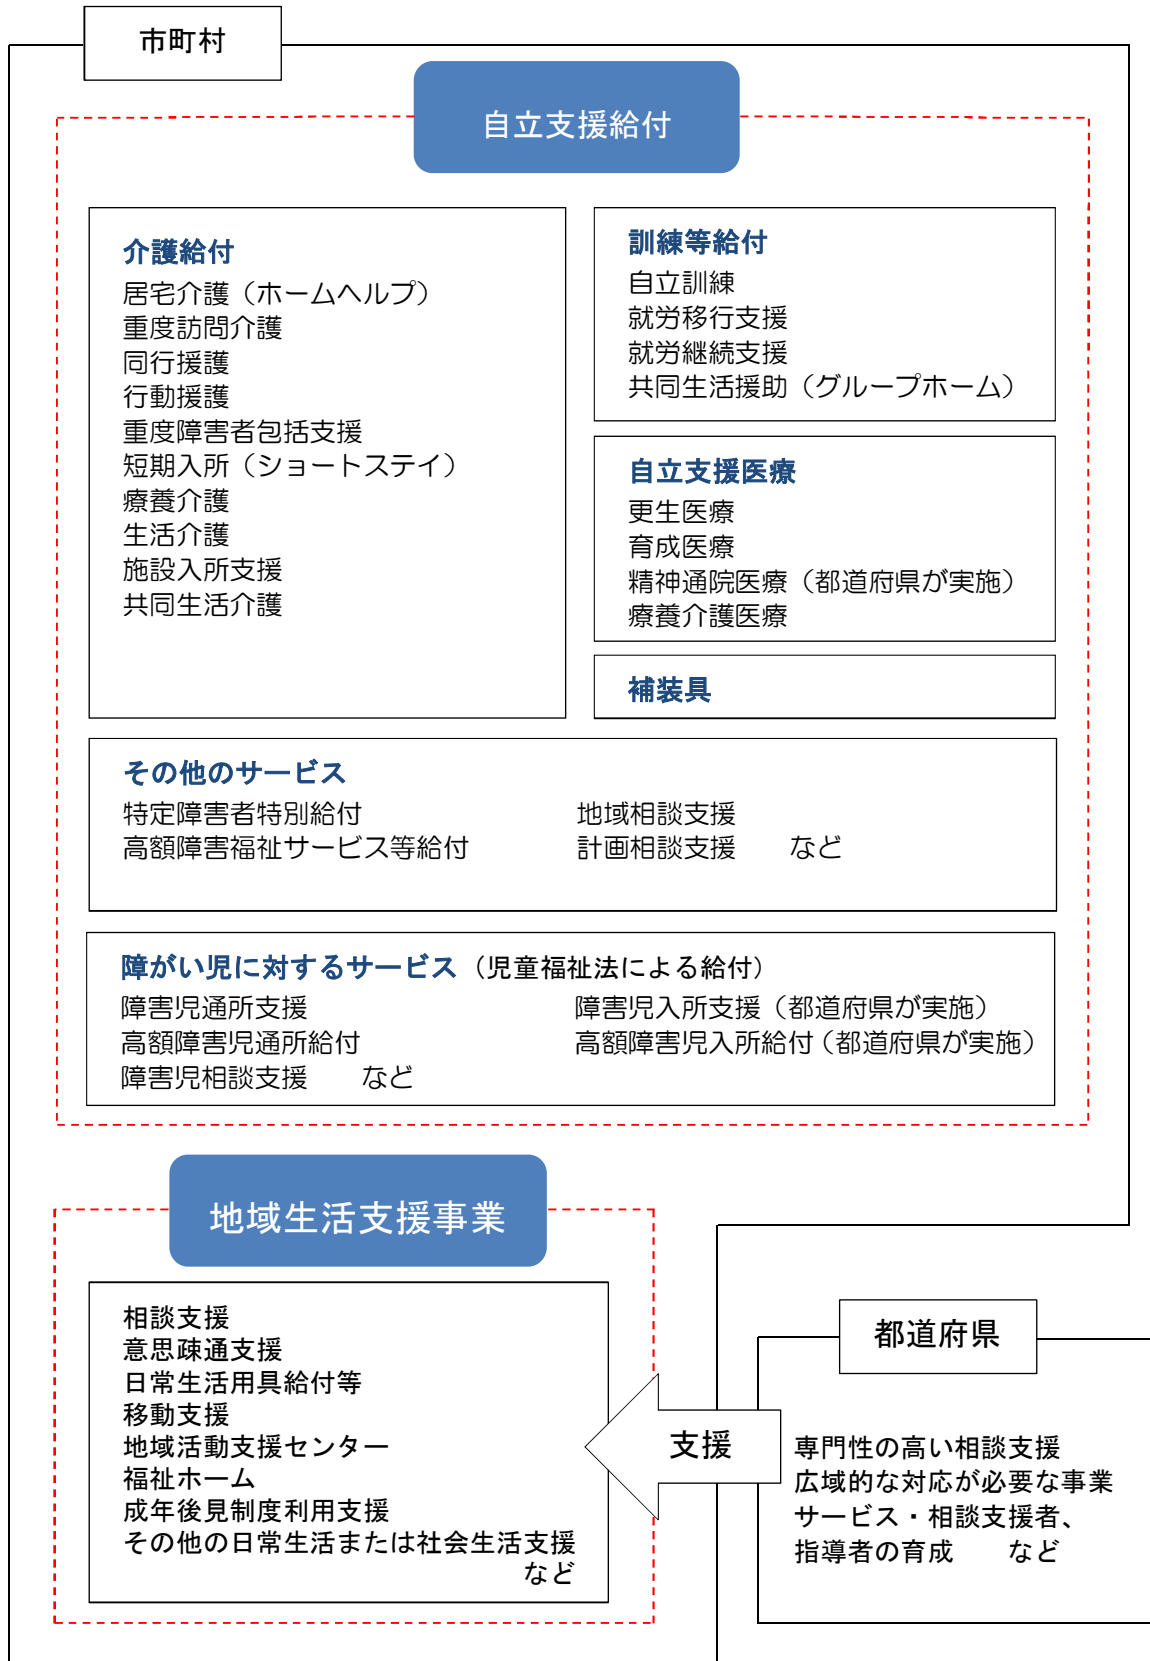 市町村
自立支援給付
介護給付
居宅介護（ホームヘルプ）
重度訪問介護
同行援護
行動援護
重度障害者包括支援
短期入所（ショートステイ）
療養介護
生活介護
施設入所支援
共同生活介護
訓練等給付
自立訓練
就労移行支援
就労継続支援
共同生活援助（グループホーム）
自立支援医療
更生医療
育成医療
精神通院医療（都道府県が実施）
療養介護医療
補装具
その他のサービス
特定障害者特別給付　地域相談支援
高額障害福祉サービス等給付　計画相談支援　など
障がい児に対するサービス（児童福祉法による給付）
障害児通所支援　障害児入所支援（都道府県が実施）
高額障害児通所給付　高額障害児入所給付（都道府県が実施）
障害児相談支援　など
地域生活支援事業
相談支援
意思疎通支援
日常生活用具給付等
移動支援
地域活動支援センター
福祉ホーム
成年後見制度利用支援
その他の日常生活または社会生活支援
など
支援
都道府県
専門性の高い相談支援
広域的な対応が必要な事業
サービス・相談支援者、
指導者の育成　など